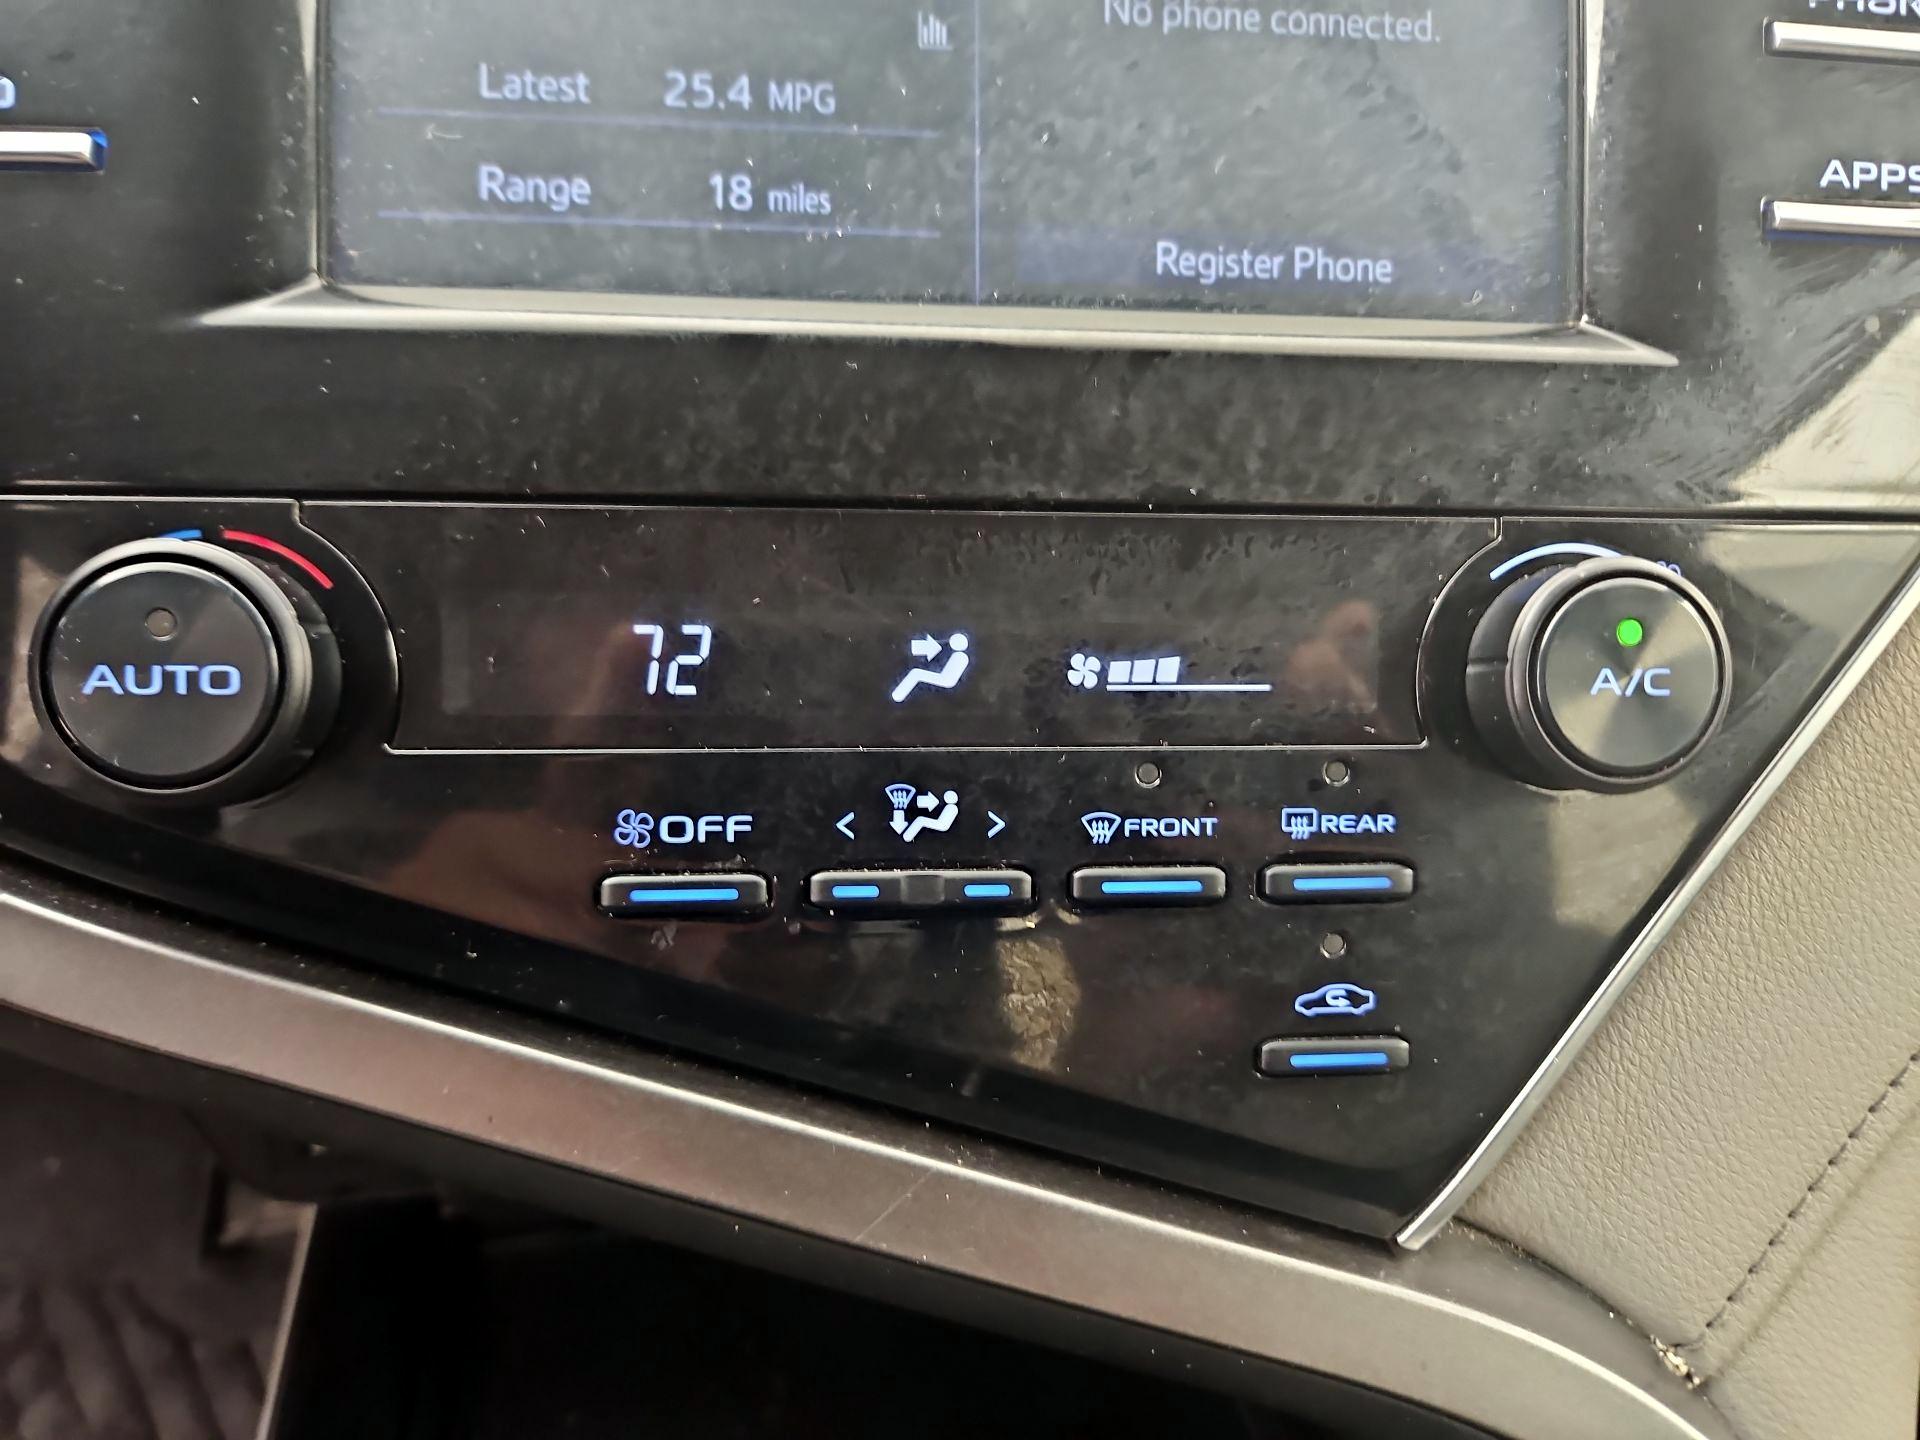 No phone connected.
Latest 25.4 MPG
Range 18 miles
APPS
Register Phone
AUTO
72
A/C
OFF
< >
FRONT
REAR